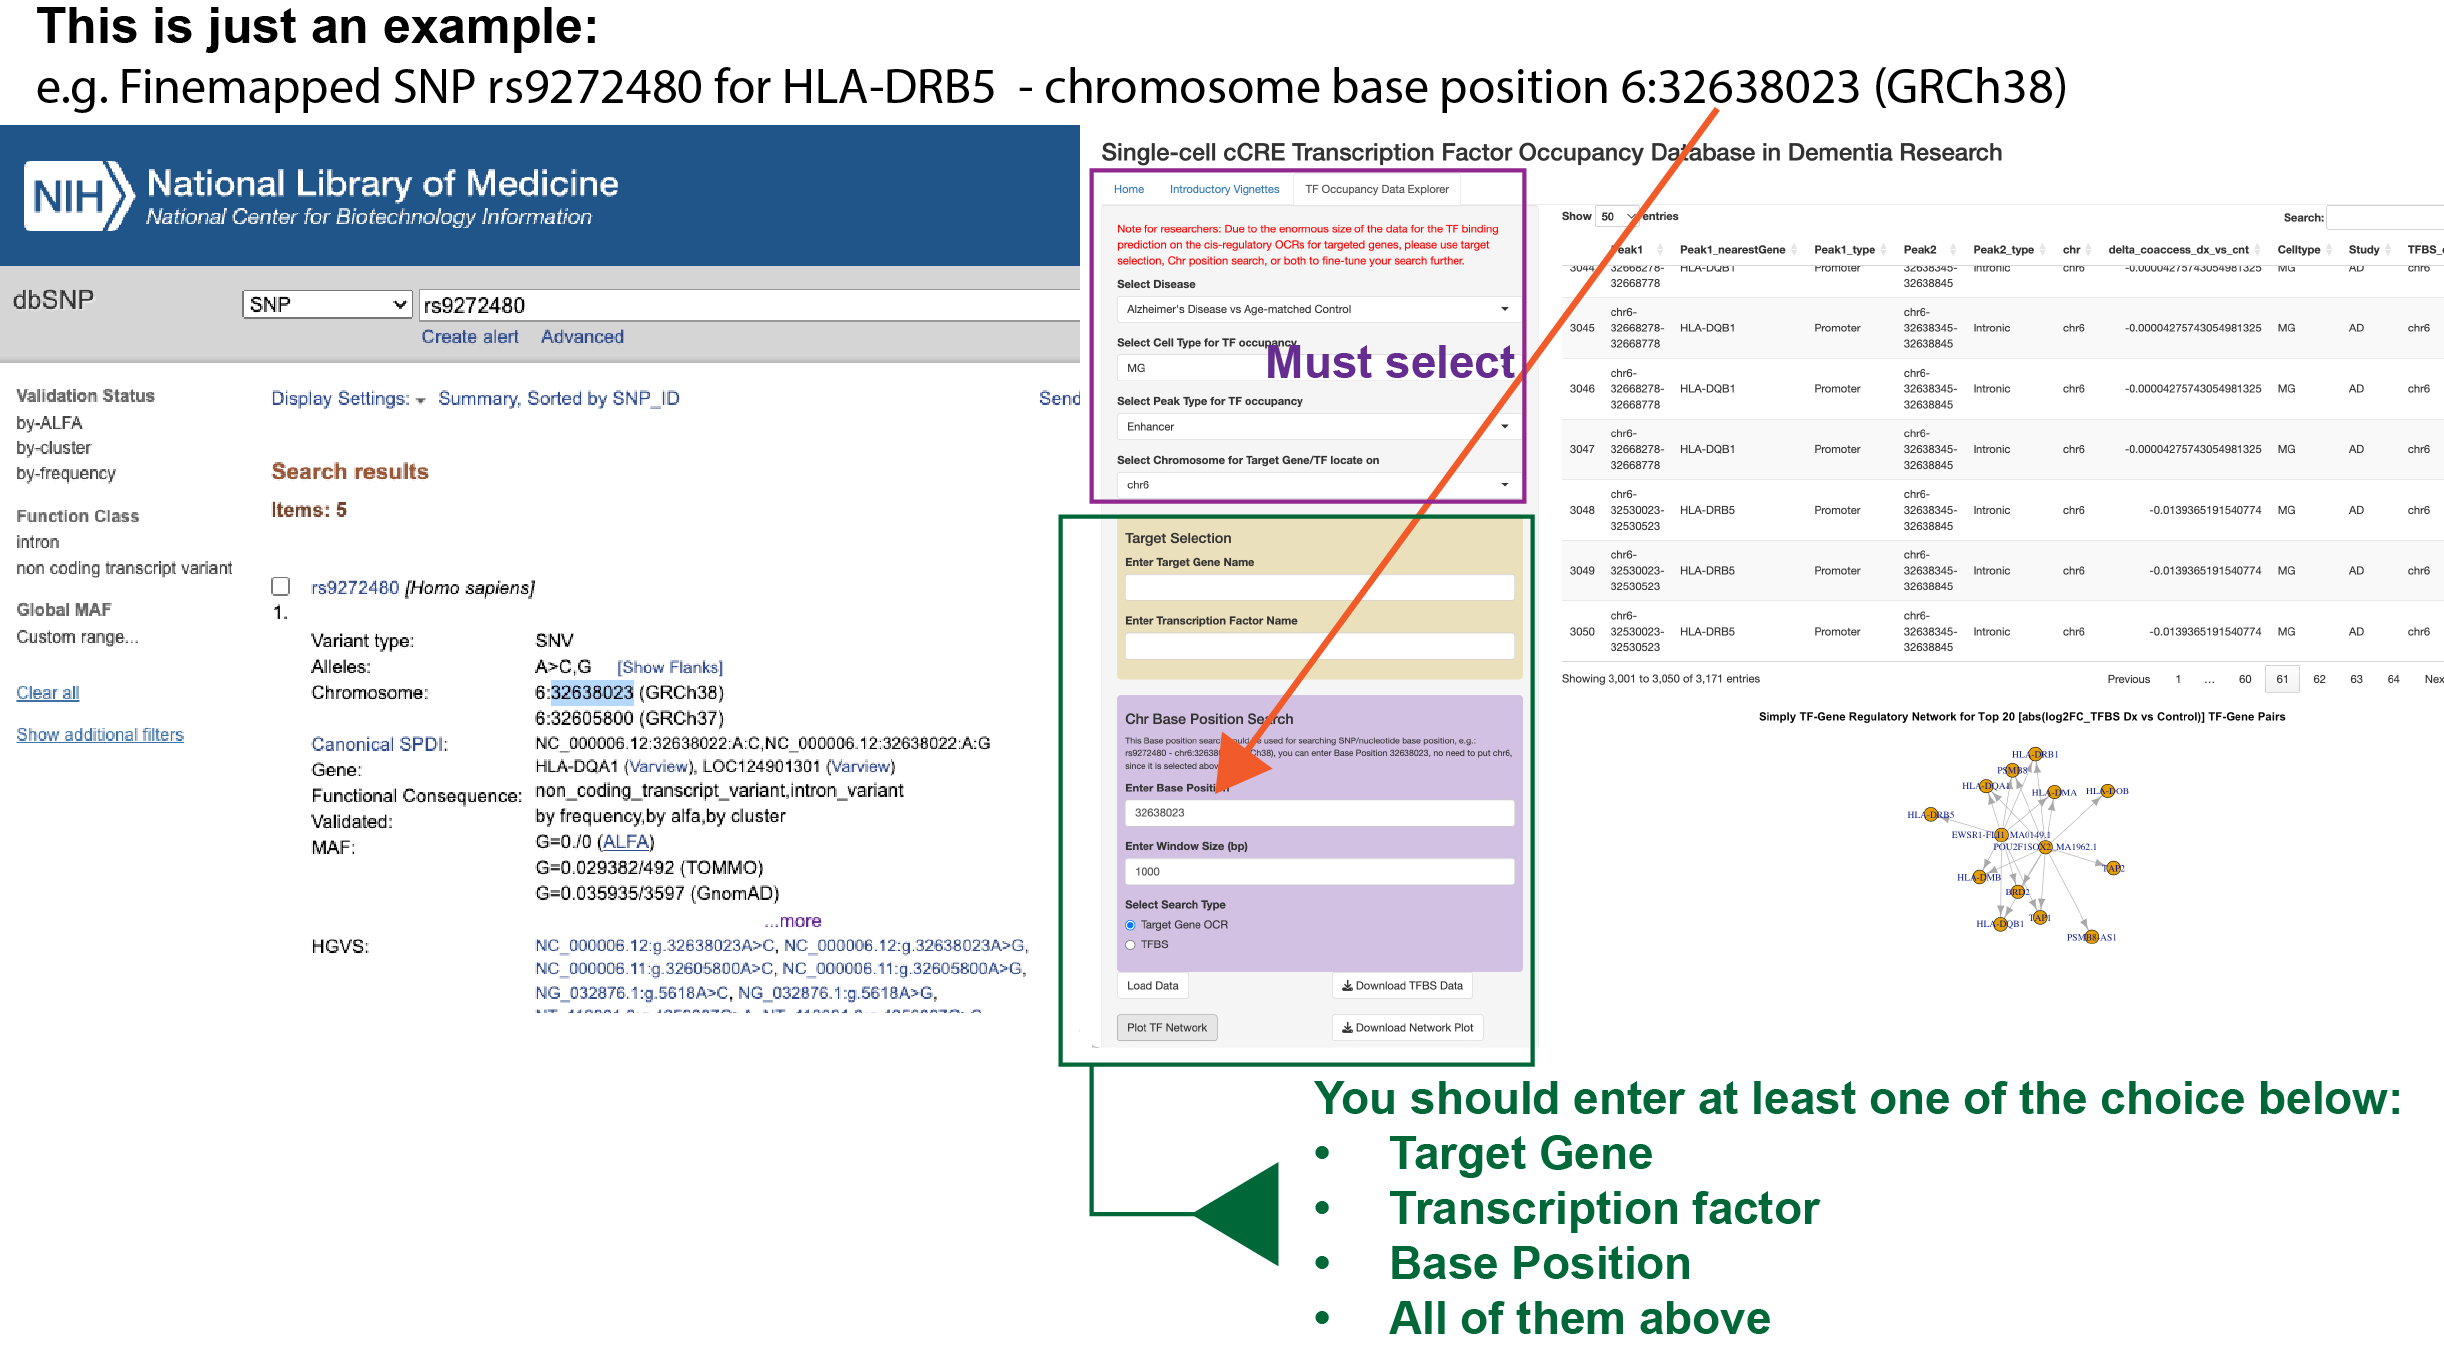 This is just an example:
e.g. Finemapped SNP rs9272480 for HLA-DRB5 - chromosome base position 6:32638023 (GRCh38)
NIH National Library of Medicine
National Center for Biotechnology Information
dbSNP
SNP
rs9272480
Create alert Advanced
Validation Status
by-ALFA
by-cluster
by-frequency
Function Class
intron
non coding transcript variant
Global MAF
Custom range...
Clear all
Show additional filters
Display Settings: Summary, Sorted by SNP_ID
Send
Search results
Items: 5
rs9272480 [Homo sapiens]
1.
Variant type: SNV
Alleles: A>C,G [Show Flanks]
Chromosome: 6:32638023 (GRCh38)
6:32605800 (GRCh37)
Canonical SPDI: NC_000006.12:32638022:A:C,NC_000006.12:32638022:A:G
Gene: HLA-DQA1 (Varview), LOC124901301 (Varview)
Functional Consequence: non_coding_transcript_variant,intron_variant
Validated: by frequency,by alfa,by cluster
MAF: G=0./0 (ALFA)
G=0.029382/492 (TOMMO)
G=0.035935/3597 (GnomAD)
...more
HGVS: NC_000006.12:g.32638023A>C, NC_000006.12:g.32638023A>G,
NC_000006.11:g.32605800A>C, NC_000006.11:g.32605800A>G,
NG_032876.1:g.5618A>C, NG_032876.1:g.5618A>G,
Single-cell cCRE Transcription Factor Occupancy Database in Dementia Research
Home Introductory Vignettes TF Occupancy Data Explorer
Note for researchers: Due to the enormous size of the data for the TF binding
prediction on the cis-regulatory OCRs for targeted genes, please use target
selection, Chr position search, or both to fine-tune your search further.
Select Disease
Alzheimer's Disease vs Age-matched Control
Select Cell Type for TF occupancy
MG
Must select
Select Peak Type for TF occupancy
Enhancer
Select Chromosome for Target Gene/TF locate on
chr6
Target Selection
Enter Target Gene Name
Enter Transcription Factor Name
Chr Base Position Search
This Base position search should be used for searching SNP/nucleotide base position, e.g.:
rs9272480 - chr6:32638 Ch38), you can enter Base Position 32638023, no need to put chr6,
since it is selected above
Enter Base Position
32638023
Enter Window Size (bp)
1000
Select Search Type
Target Gene OCR
TFBS
Load Data
Download TFBS Data
Plot TF Network
Download Network Plot
Show 50 entries
Search:
Peak1 Peak1_nearestGene Peak1_type Peak2 Peak2_type chr delta_coaccess_dx_vs_cnt Celltype Study TFBS_
3044 32668278- HLA-DQB1 Promoter 32638345- Intronic chr6 -0.00004275743054981325 MG AD chr6
32668778 32638845
chr6- chr6-
3045 32668278- HLA-DQB1 Promoter 32638345- Intronic chr6 -0.00004275743054981325 MG AD chr6
32668778 32638845
chr6- chr6-
3046 32668278- HLA-DQB1 Promoter 32638345- Intronic chr6 -0.00004275743054981325 MG AD chr6
32668778 32638845
chr6- chr6-
3047 32668278- HLA-DQB1 Promoter 32638345- Intronic chr6 -0.00004275743054981325 MG AD chr6
32668778 32638845
chr6- chr6-
3048 32530023- HLA-DRB5 Promoter 32638345- Intronic chr6 -0.0139365191540774 MG AD chr6
32530523 32638845
chr6- chr6-
3049 32530023- HLA-DRB5 Promoter 32638345- Intronic chr6 -0.0139365191540774 MG AD chr6
32530523 32638845
chr6- chr6-
3050 32530023- HLA-DRB5 Promoter 32638345- Intronic chr6 -0.0139365191540774 MG AD chr6
32530523 32638845
Showing 3,001 to 3,050 of 3,171 entries
Previous 1 ... 60 61 62 63 64 Nex
Simply TF-Gene Regulatory Network for Top 20 [abs(log2FC_TFBS Dx vs Control)] TF-Gene Pairs
HLA-DRB1
PSMB8
HLA-DQA1
HLA-DMA
HLA-DOB
HLA-DRB5
EWSR1-FLI1_MA0149.1
POU2F1SOX2_MA1962.1
TAP2
HLA-DMB
BRD2
TAP1
HLA-DQB1
PSMB8-AS1
You should enter at least one of the choice below:
• Target Gene
• Transcription factor
• Base Position
• All of them above